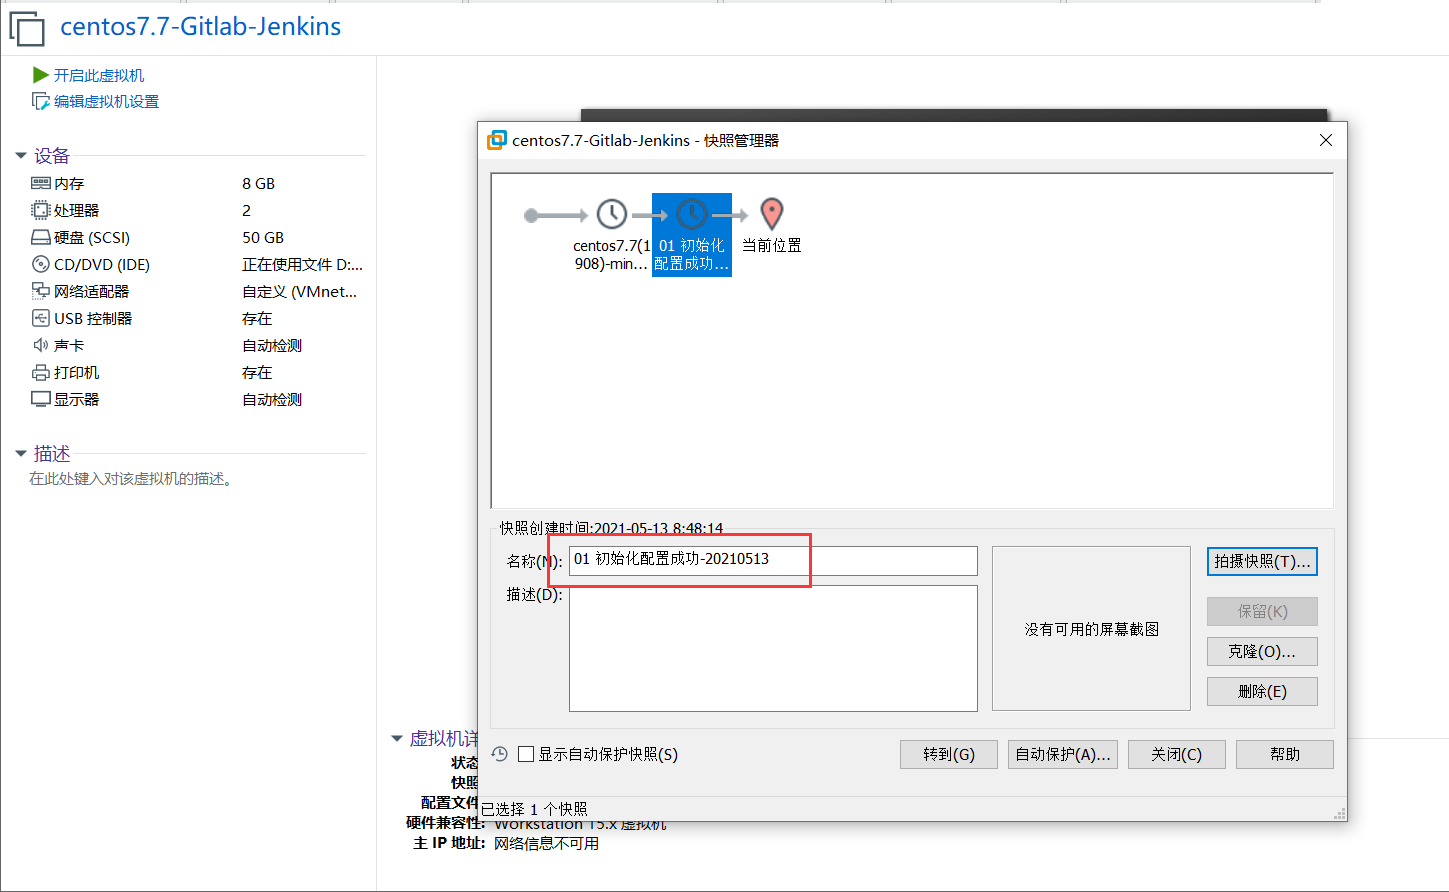 centos7.7-Gitlab-Jenkins
开启此虚拟机
编辑虚拟机设置
设备
内存 8 GB
处理器 2
硬盘 (SCSI) 50 GB
CD/DVD (IDE) 正在使用文件 D:...
网络适配器 自定义 (VMnet...
USB 控制器 存在
声卡 自动检测
打印机 存在
显示器 自动检测
描述
在此处键入对该虚拟机的描述。
centos7.7-Gitlab-Jenkins - 快照管理器
centos7.7(1
908)-min...
01 初始化
配置成功...
当前位置
快照创建时间:2021-05-13 8:48:14
名称(N): 01 初始化配置成功-20210513
描述(D):
没有可用的屏幕截图
拍摄快照(T)...
保留(K)
克隆(O)...
删除(E)
显示自动保护快照(S)
转到(G) 自动保护(A)... 关闭(C) 帮助
已选择 1 个快照
虚拟机详
状态
快照
配置文件
硬件兼容性: Workstation 15.x 虚拟机
主 IP 地址: 网络信息不可用